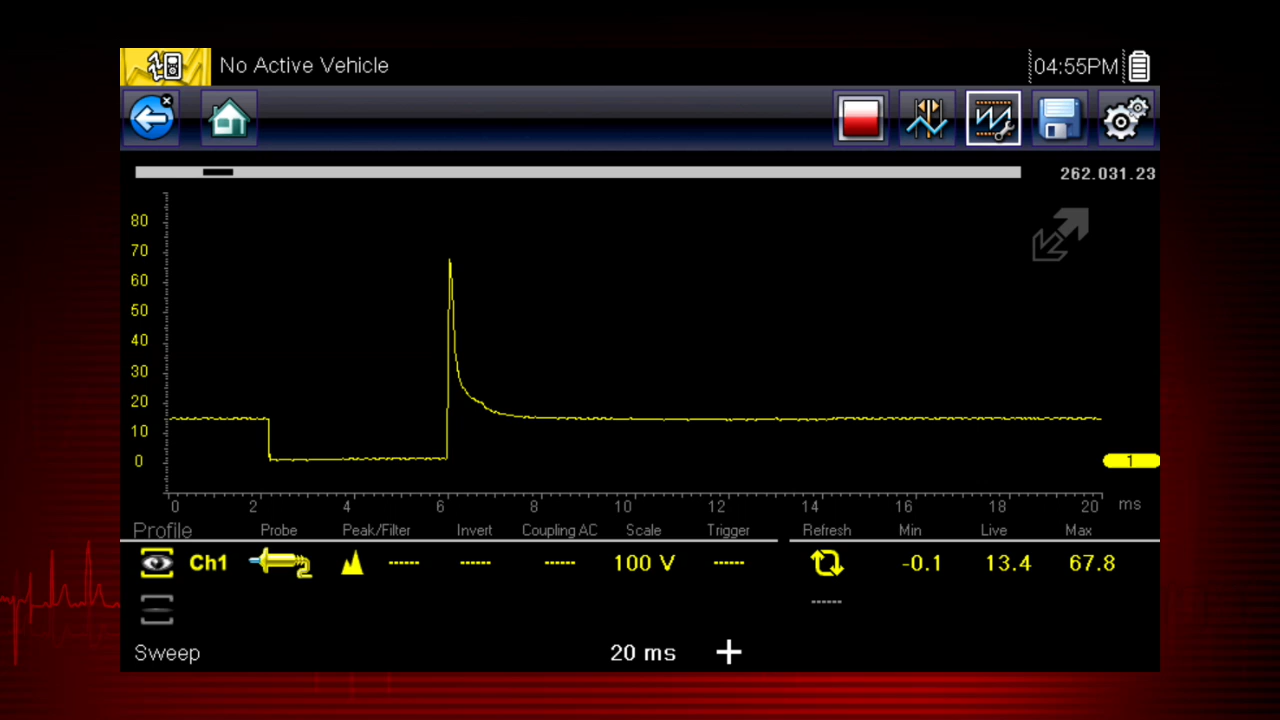 No Active Vehicle
04:55PM
262.031.23
80
70
60
50
40
30
20
10
0
1
0 2 4 6 8 10 12 14 16 18 20 ms
Profile Probe Peak/Filter Invert Coupling AC Scale Trigger Refresh Min Live Max
Ch1 ------ ------ ------ 100 V ------ -0.1 13.4 67.8
------
Sweep 20 ms +